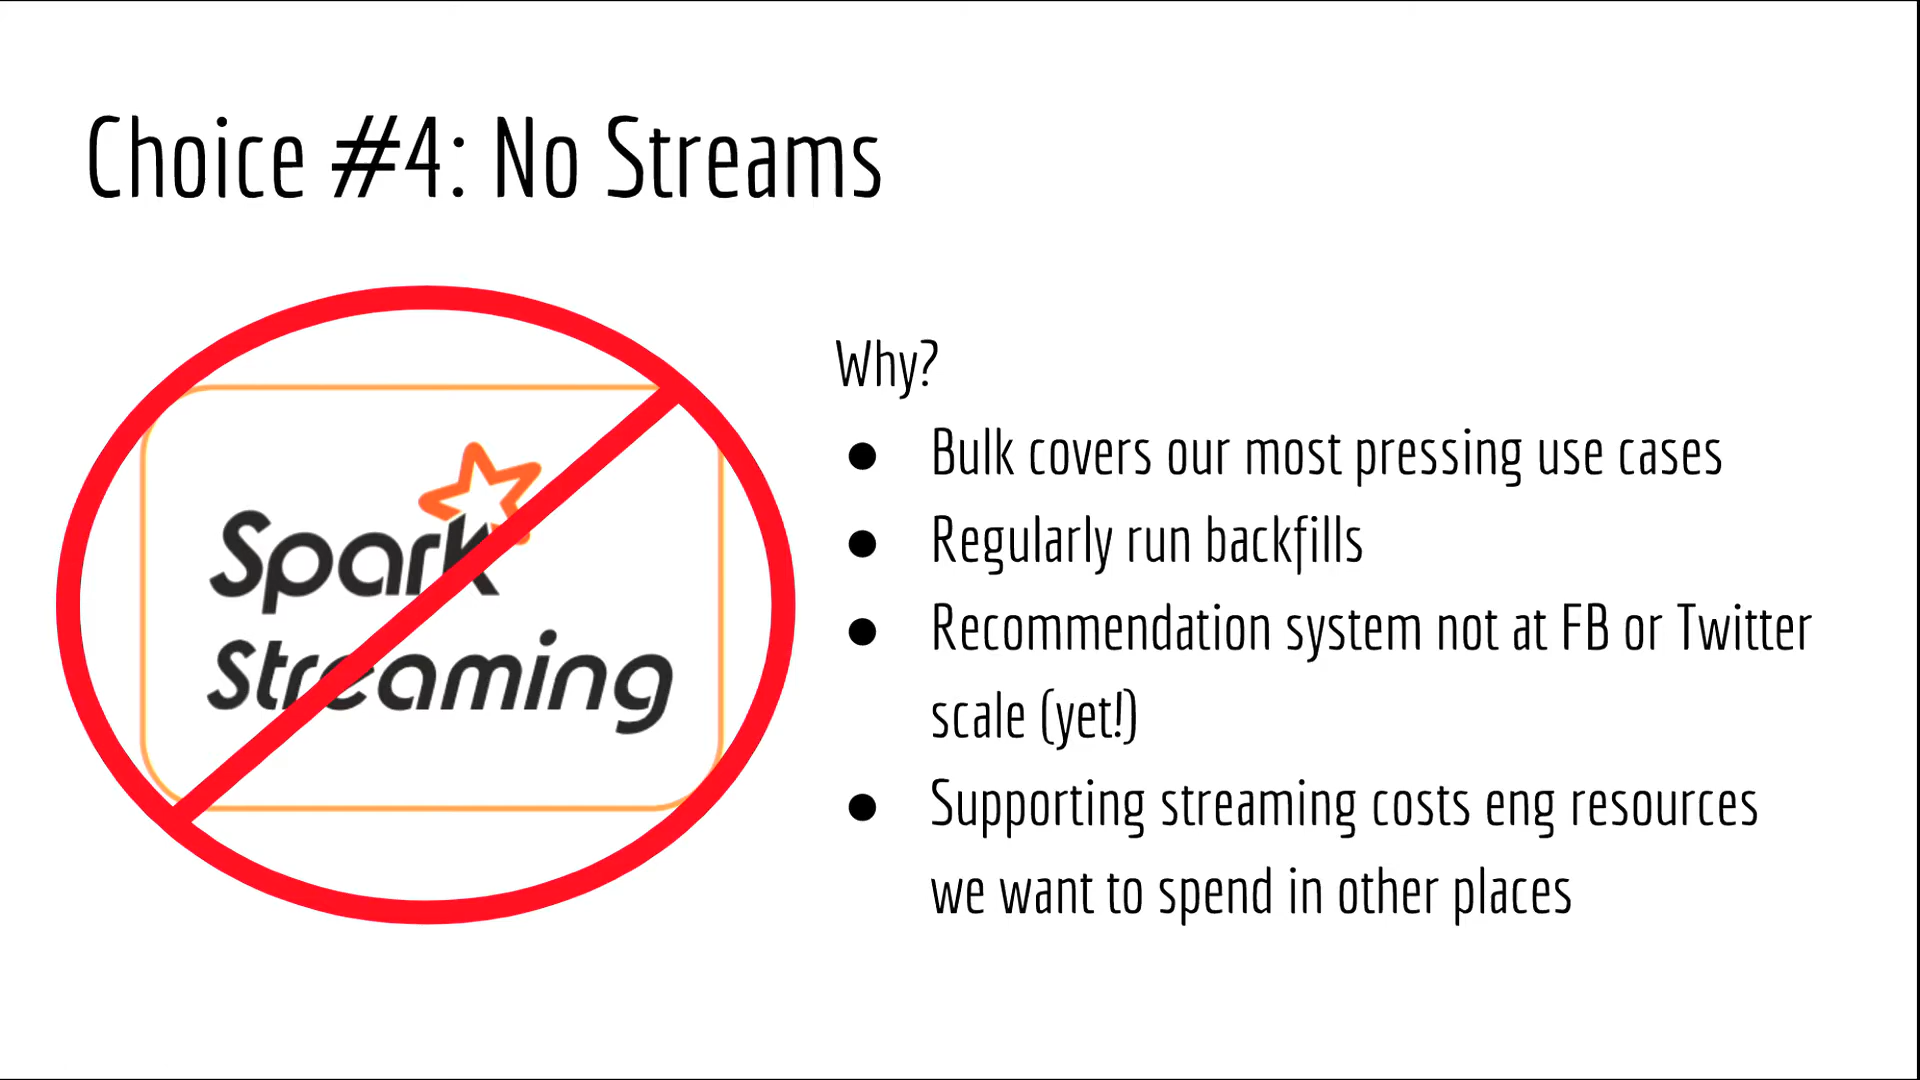 Choice #4: No Streams
Spark
Streaming
Why?
● Bulk covers our most pressing use cases
● Regularly run backfills
● Recommendation system not at FB or Twitter
scale (yet!)
● Supporting streaming costs eng resources
we want to spend in other places